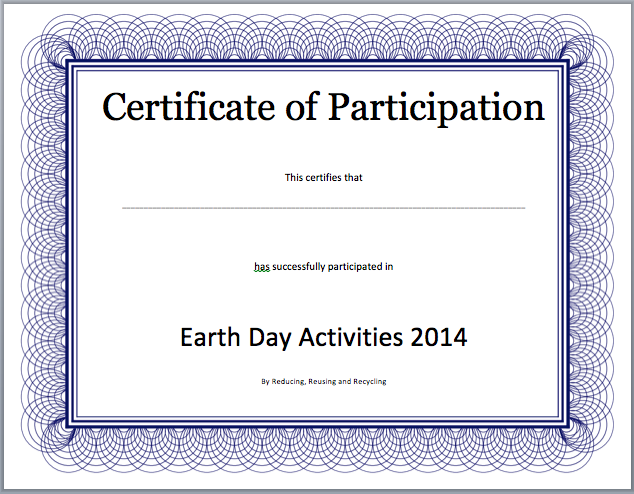 Certificate of Participation
This certifies that
has successfully participated in
Earth Day Activities 2014
By Reducing, Reusing and Recycling